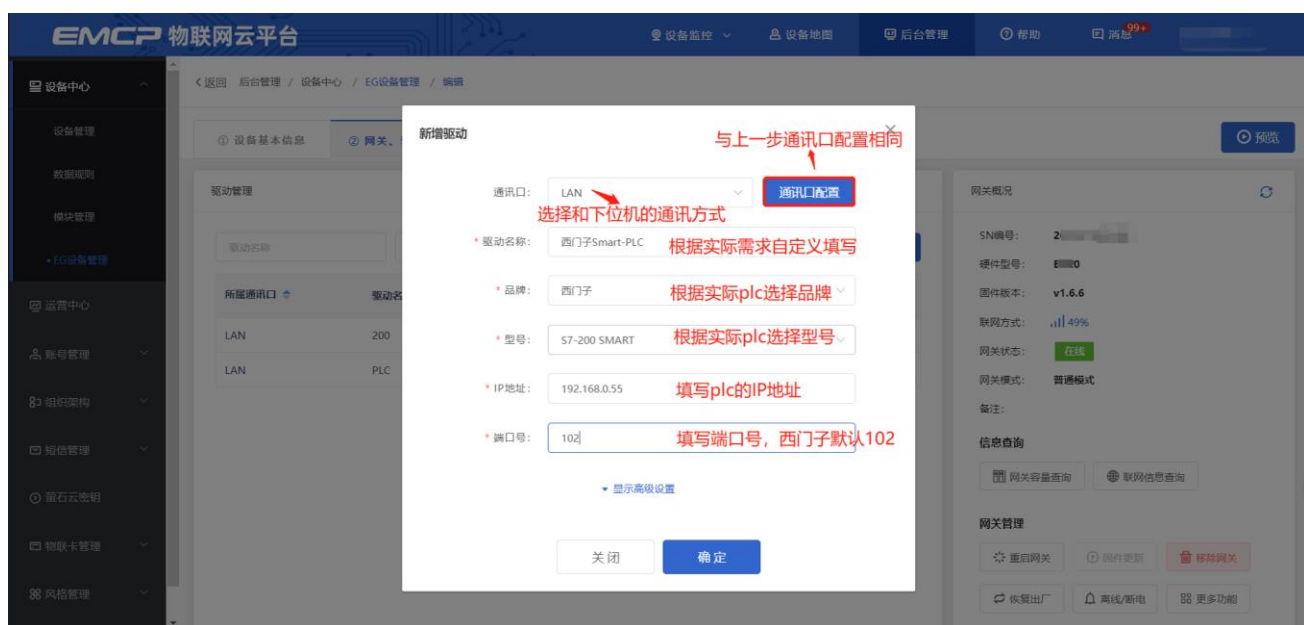 EMCP 物联网云平台
设备监控
设备地图
后台管理
帮助
消息
99+
设备中心
设备管理
数据规则
模块管理
•EG设备管理
运营中心
账号管理
组织架构
短信管理
萤石云密钥
物联卡管理
风格管理
<返回 后台管理 / 设备中心 / EG设备管理 / 编辑
① 设备基本信息
② 网关、
预览
驱动管理
驱动名称
所属通讯口
驱动名
LAN 200
LAN PLC
新增驱动
与上一步通讯口配置相同
通讯口: LAN 通讯口配置
选择和下位机的通讯方式
* 驱动名称: 西门子Smart-PLC 根据实际需求自定义填写
* 品牌: 西门子 根据实际plc选择品牌
* 型号: S7-200 SMART 根据实际plc选择型号
* IP地址: 192.168.0.55 填写plc的IP地址
* 端口号: 102 填写端口号，西门子默认102
显示高级设置
关闭 确定
网关概况
SN编号: 2
硬件型号: E 0
固件版本: v1.6.6
联网方式: 49%
网关状态: 在线
网关模式: 普通模式
备注:
信息查询
网关容量查询 联网信息查询
网关管理
重启网关 固件更新 移除网关
恢复出厂 离线/断电 更多功能